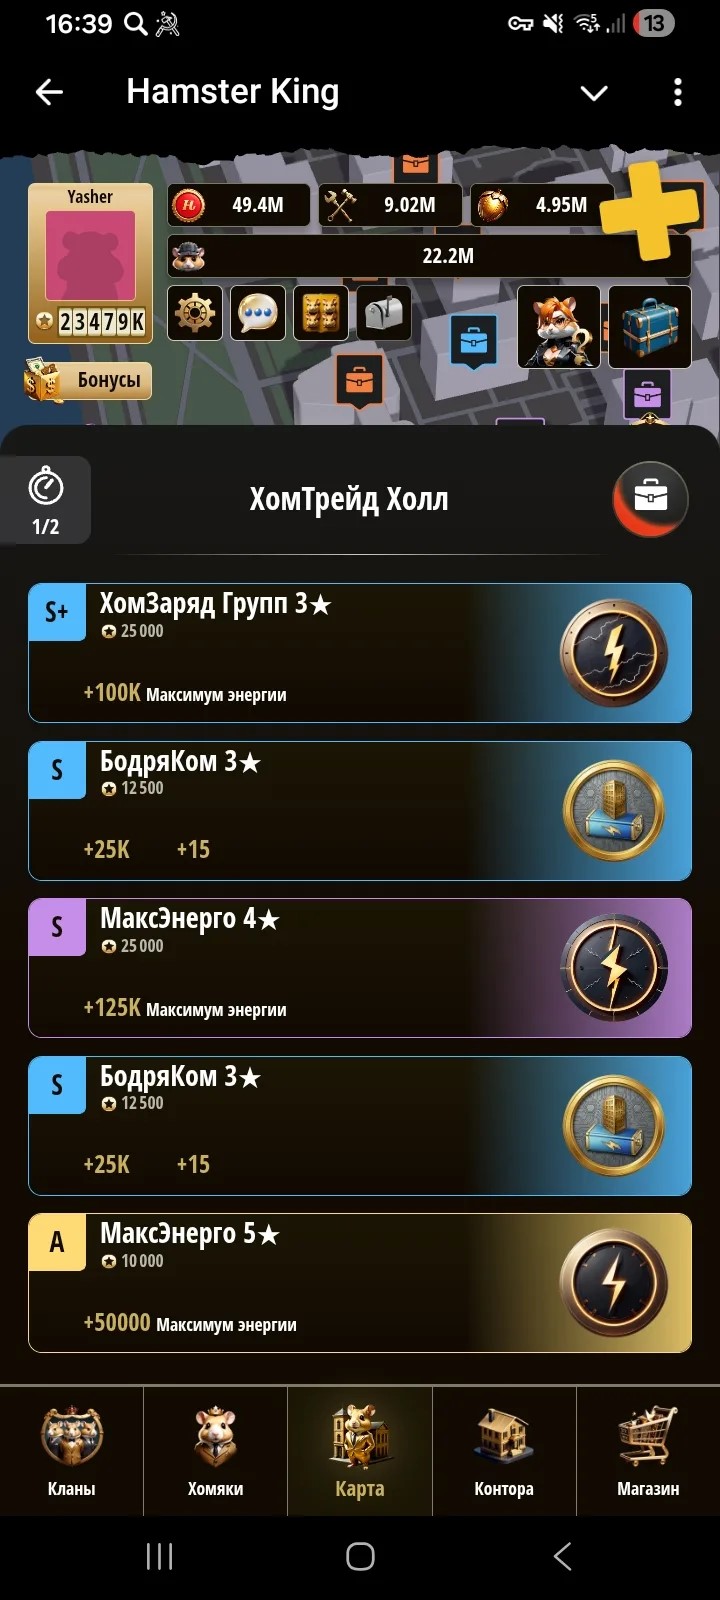 16:39
13
Hamster King
Yasher
49.4M
9.02M
4.95M
22.2M
23479K
Бонусы
1/2
ХомТрейд Холл
S+
ХомЗаряд Групп 3★
25 000
+100K Максимум энергии
S
БодряКом 3★
12 500
+25K +15
S
МаксЭнерго 4★
25 000
+125K Максимум энергии
S
БодряКом 3★
12 500
+25K +15
A
МаксЭнерго 5★
10 000
+50000 Максимум энергии
Кланы
Хомяки
Карта
Контора
Магазин